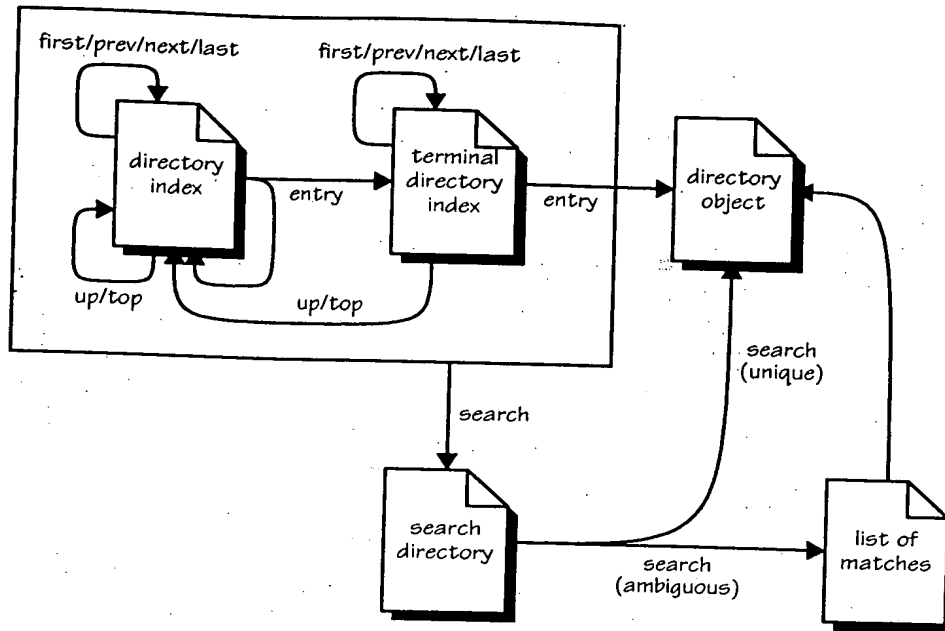 first/prev/next/last
first/prev/next/last
directory
index
entry
terminal
directory
index
entry
directory
object
up/top
up/top
search
search
(unique)
search
directory
search
(ambiguous)
list of
matches